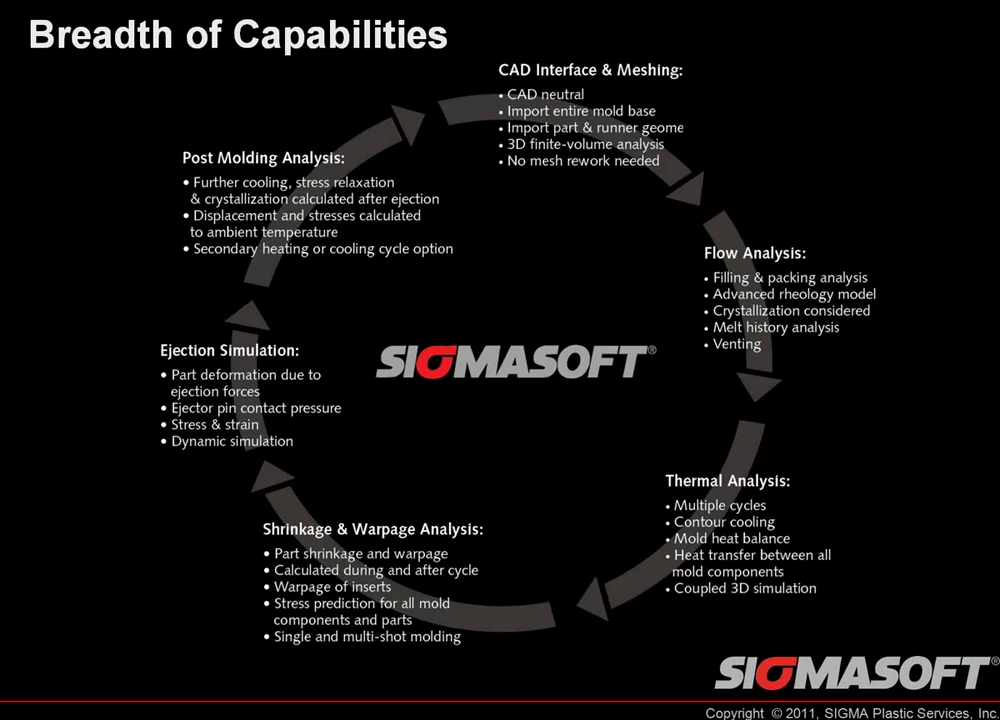 Breadth of Capabilities
CAD Interface & Meshing:
• CAD neutral
• Import entire mold base
• Import part & runner geome
• 3D finite-volume analysis
• No mesh rework needed
Flow Analysis:
• Filling & packing analysis
• Advanced rheology model
• Crystallization considered
• Melt history analysis
• Venting
Thermal Analysis:
• Multiple cycles
• Contour cooling
• Mold heat balance
• Heat transfer between all
mold components
• Coupled 3D simulation
Shrinkage & Warpage Analysis:
• Part shrinkage and warpage
• Calculated during and after cycle
• Warpage of inserts
• Stress prediction for all mold
components and parts
• Single and multi-shot molding
Ejection Simulation:
• Part deformation due to
ejection forces
• Ejector pin contact pressure
• Stress & strain
• Dynamic simulation
Post Molding Analysis:
• Further cooling, stress relaxation
& crystallization calculated after ejection
• Displacement and stresses calculated
to ambient temperature
• Secondary heating or cooling cycle option
SIGMASOFT®
SIGMASOFT®
Copyright © 2011, SIGMA Plastic Services, Inc.